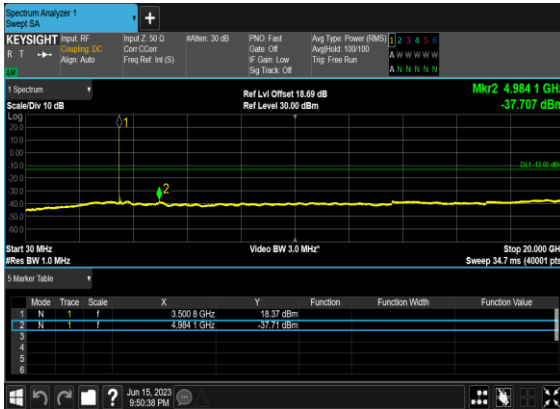 Spectrum Analyzer 1
Swept SA
+
KEYSIGHT Input: RF Input Z: 50 Ω #Atten: 30 dB PNO: Fast Avg Type: Power (RMS) 1 2 3 4 5 6
R T Coupling: DC Corr CCorr Gate: Off Avg|Hold: 100/100 A W W W W W
Align: Auto Freq Ref: Int (S) IF Gain: Low Trig: Free Run
Sig Track: Off A N N N N N
1 Spectrum Ref Lvl Offset 18.69 dB Mkr2 4.984 1 GHz
Scale/Div 10 dB Ref Level 30.00 dBm -37.707 dBm
Log
1
20.0
10.0
0.00
-10.0
DL1 -13.00 dBm
-20.0
-30.0
2
-40.0
-50.0
-60.0
Start 30 MHz Video BW 3.0 MHz* Stop 20.000 GHz
#Res BW 1.0 MHz Sweep 34.7 ms (40001 pts)
5 Marker Table
Mode Trace Scale X Y Function Function Width Function Value
1 N 1 f 3.500 8 GHz 18.37 dBm
2 N 1 f 4.984 1 GHz -37.71 dBm
3
4
5
6
? Jun 15, 2023
9:50:38 PM